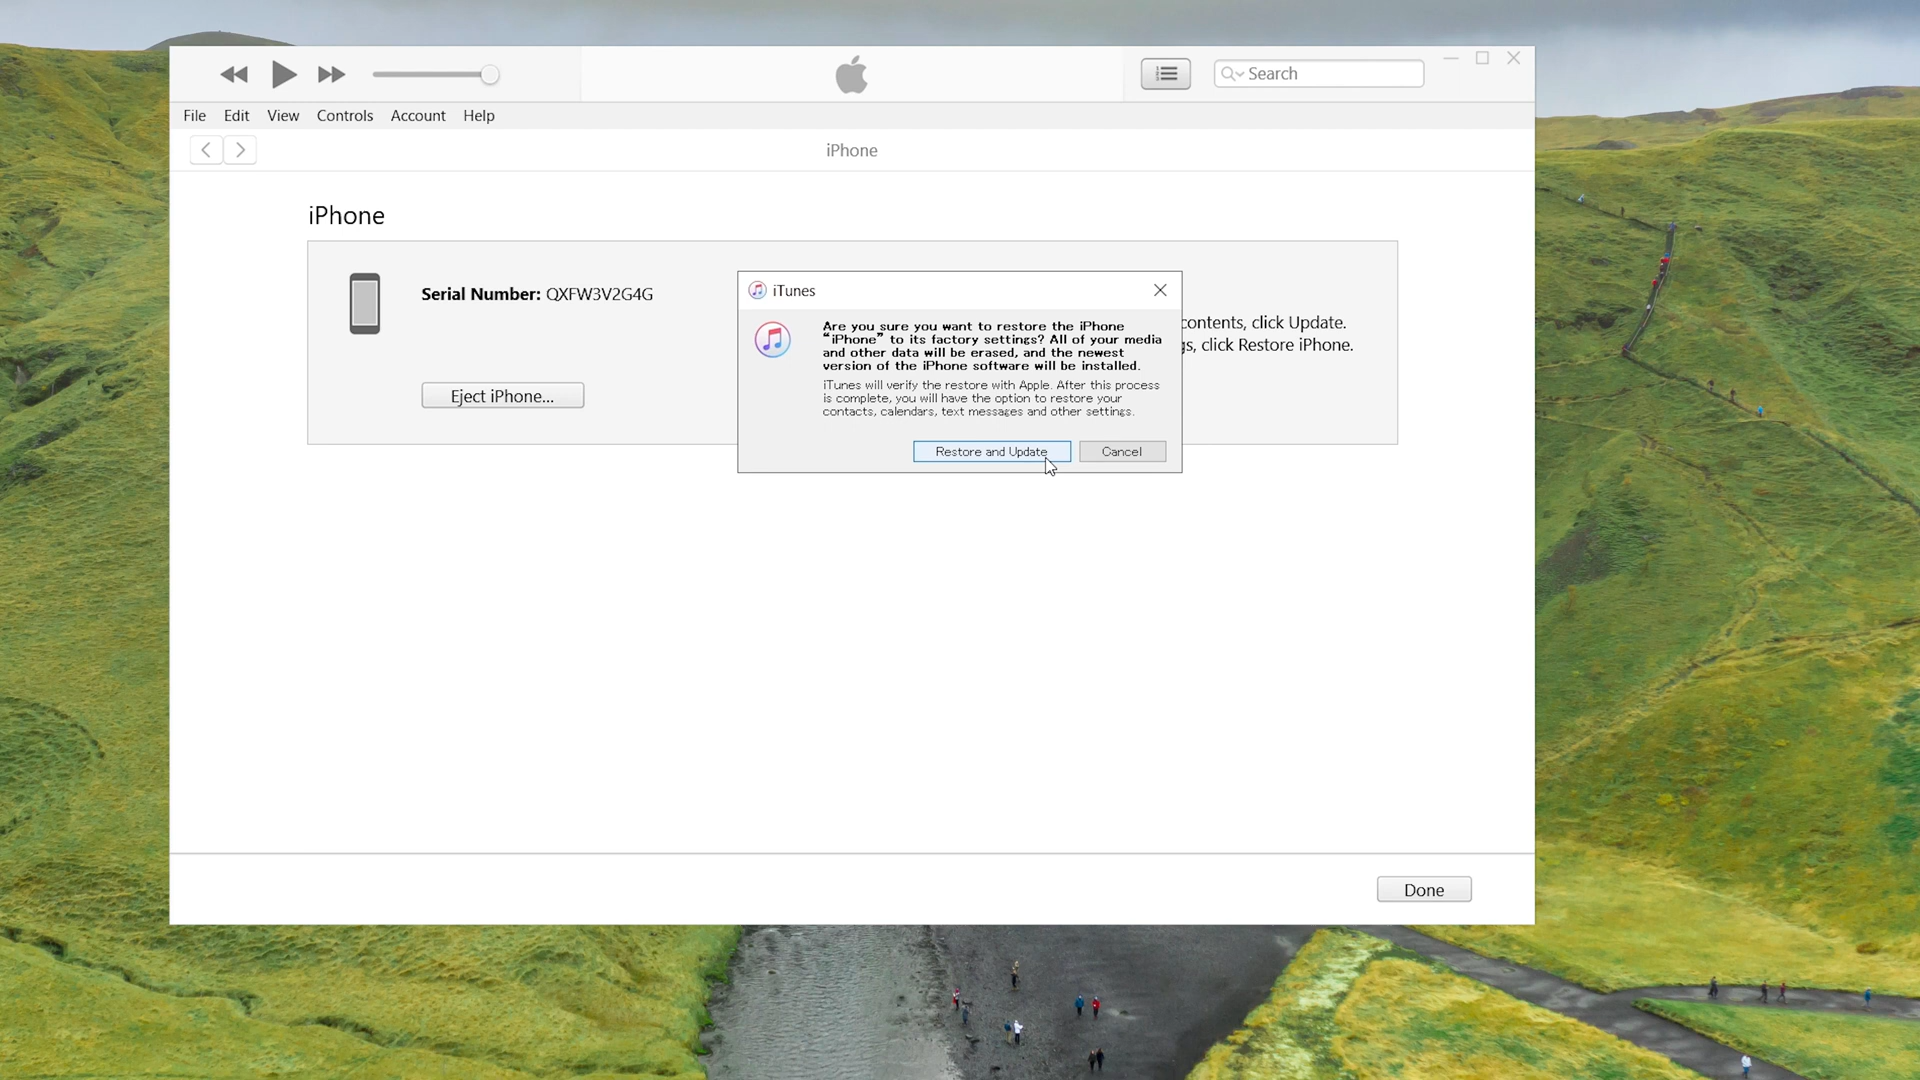 Search
File Edit View Controls Account Help
iPhone
iPhone
Serial Number: QXFW3V2G4G
Eject iPhone...
contents, click Update.
s, click Restore iPhone.
iTunes
Are you sure you want to restore the iPhone
“iPhone” to its factory settings? All of your media
and other data will be erased, and the newest
version of the iPhone software will be installed.
iTunes will verify the restore with Apple. After this process
is complete, you will have the option to restore your
contacts, calendars, text messages and other settings.
Restore and Update Cancel
Done